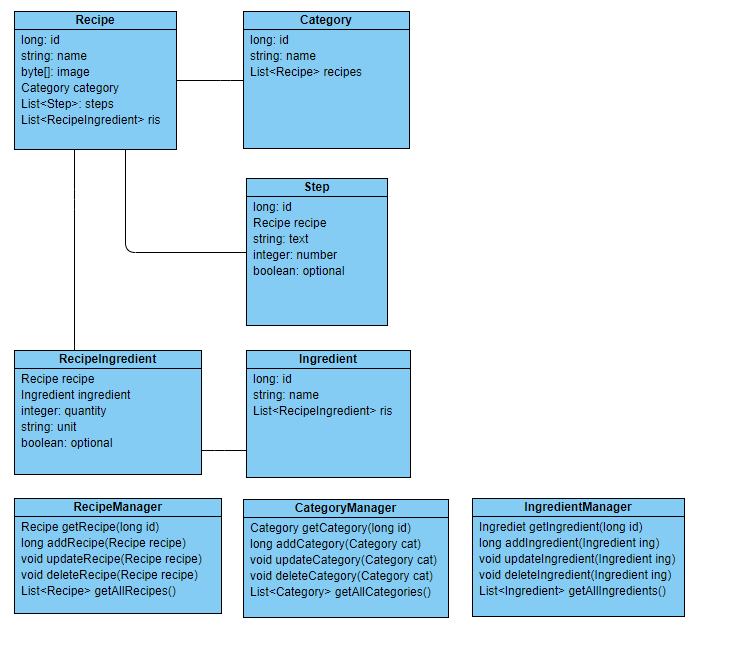 Recipe
long: id
string: name
byte[]: image
Category category
List<Step>: steps
List<RecipeIngredient> ris
Category
long: id
string: name
List<Recipe> recipes
Step
long: id
Recipe recipe
string: text
integer: number
boolean: optional
RecipeIngredient
Recipe recipe
Ingredient ingredient
integer: quantity
string: unit
boolean: optional
Ingredient
long: id
string: name
List<RecipeIngredient> ris
RecipeManager
Recipe getRecipe(long id)
long addRecipe(Recipe recipe)
void updateRecipe(Recipe recipe)
void deleteRecipe(Recipe recipe)
List<Recipe> getAllRecipes()
CategoryManager
Category getCategory(long id)
long addCategory(Category cat)
void updateCategory(Category cat)
void deleteCategory(Category cat)
List<Category> getAllCategories()
IngredientManager
Ingrediet getIngredient(long id)
long addIngredient(Ingredient ing)
void updateIngredient(Ingredient ing)
void deleteIngredient(Ingredient ing)
List<Ingredient> getAllIngredients()